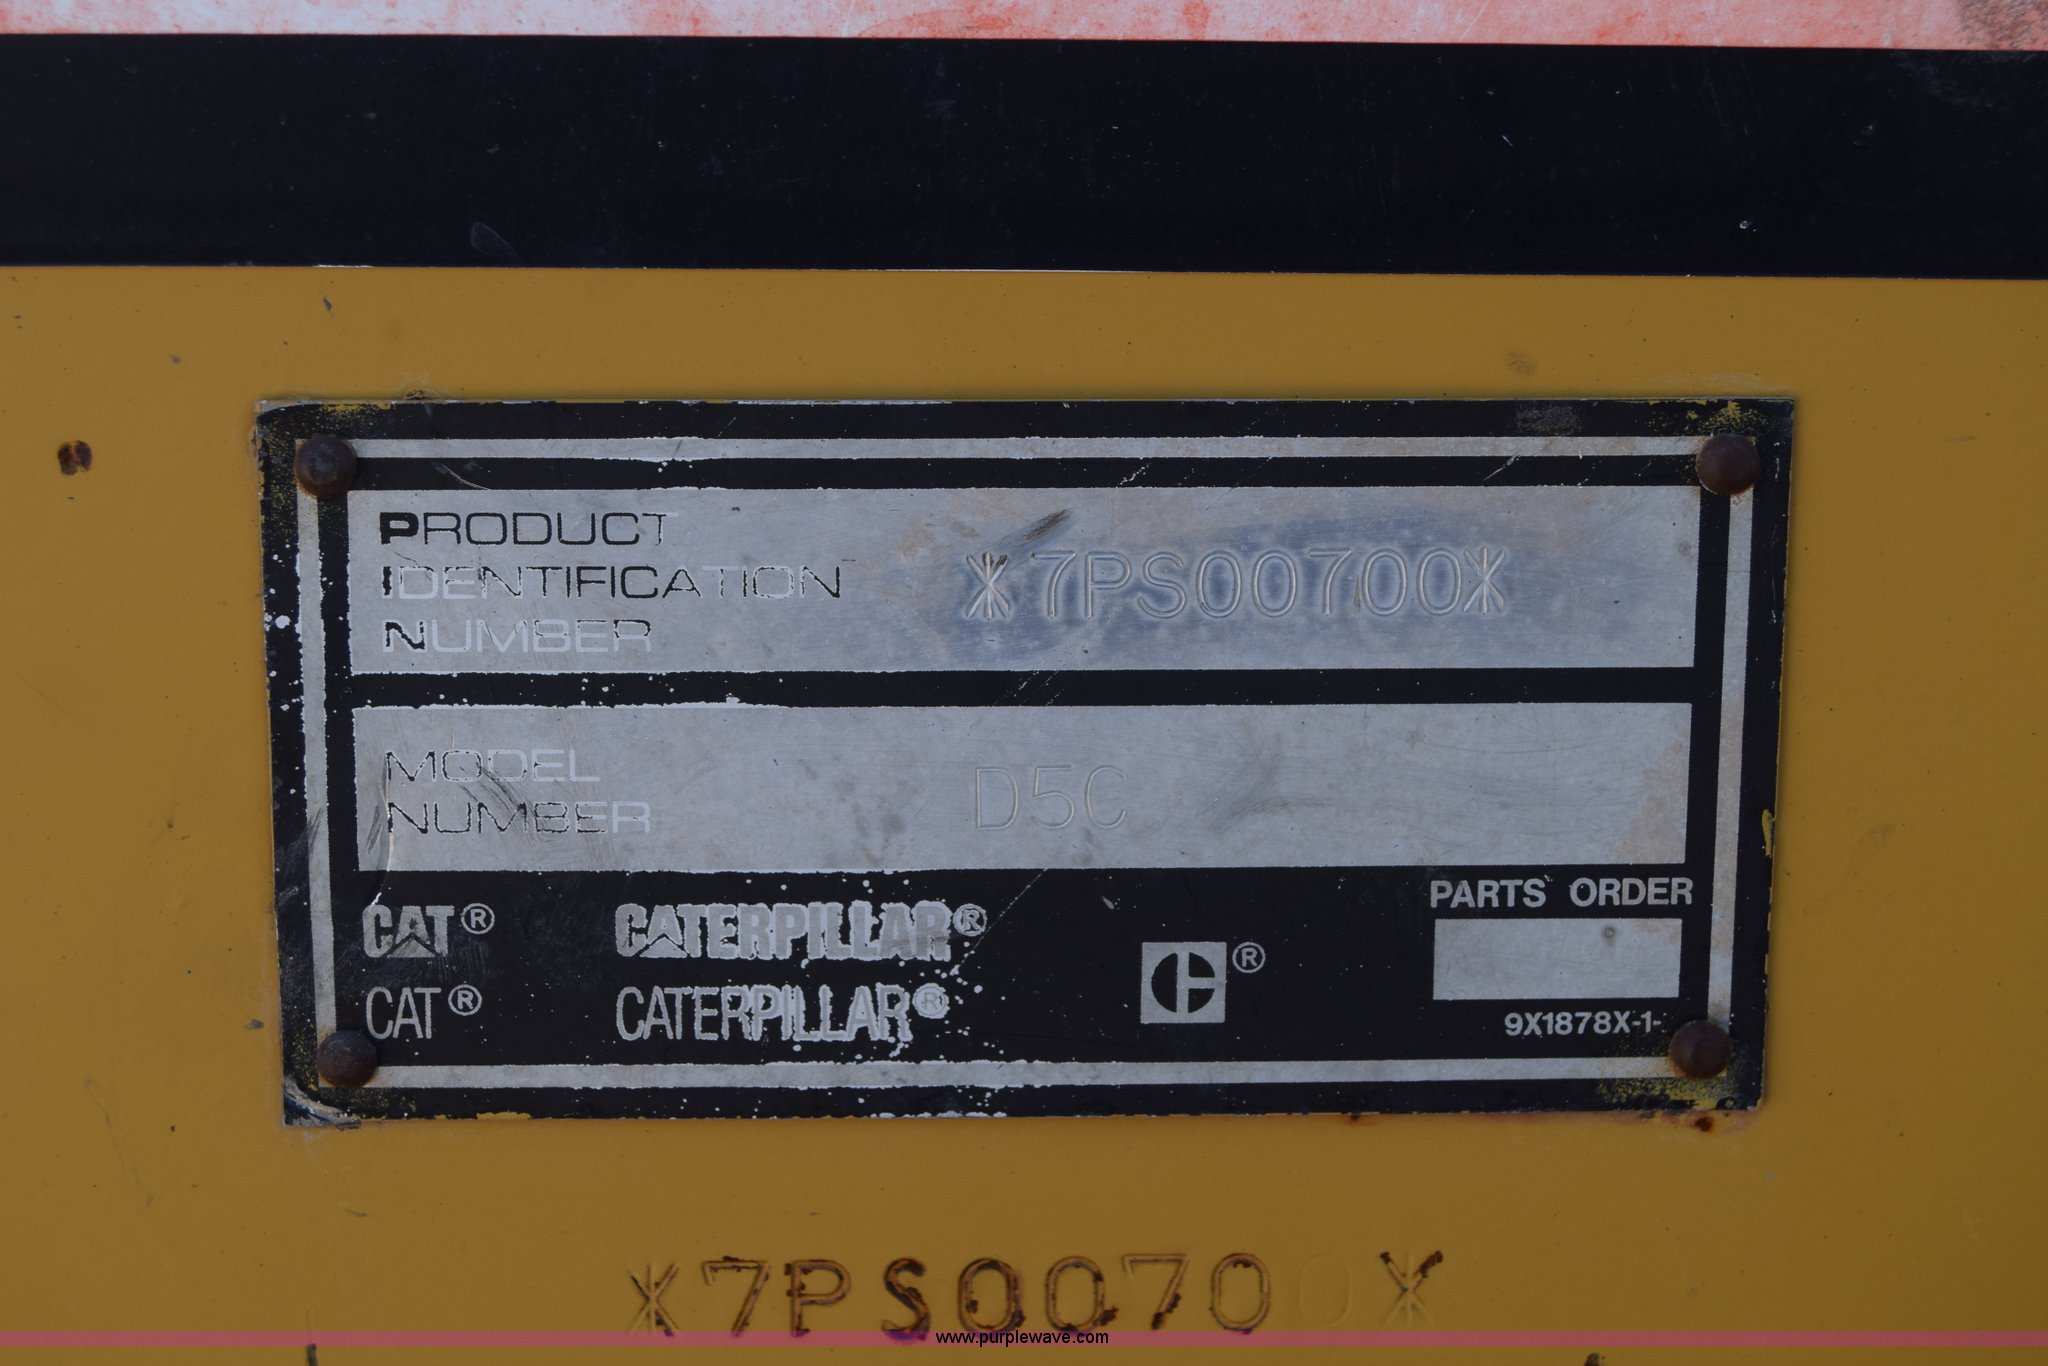 PRODUCT
IDENTIFICATION
NUMBER
*7PS00700*
MODEL
NUMBER
D5C
CAT®
CATERPILLAR®
CAT®
CATERPILLAR®
C®
PARTS ORDER
9X1878X-1-
*7PS00700*
www.purplewave.com